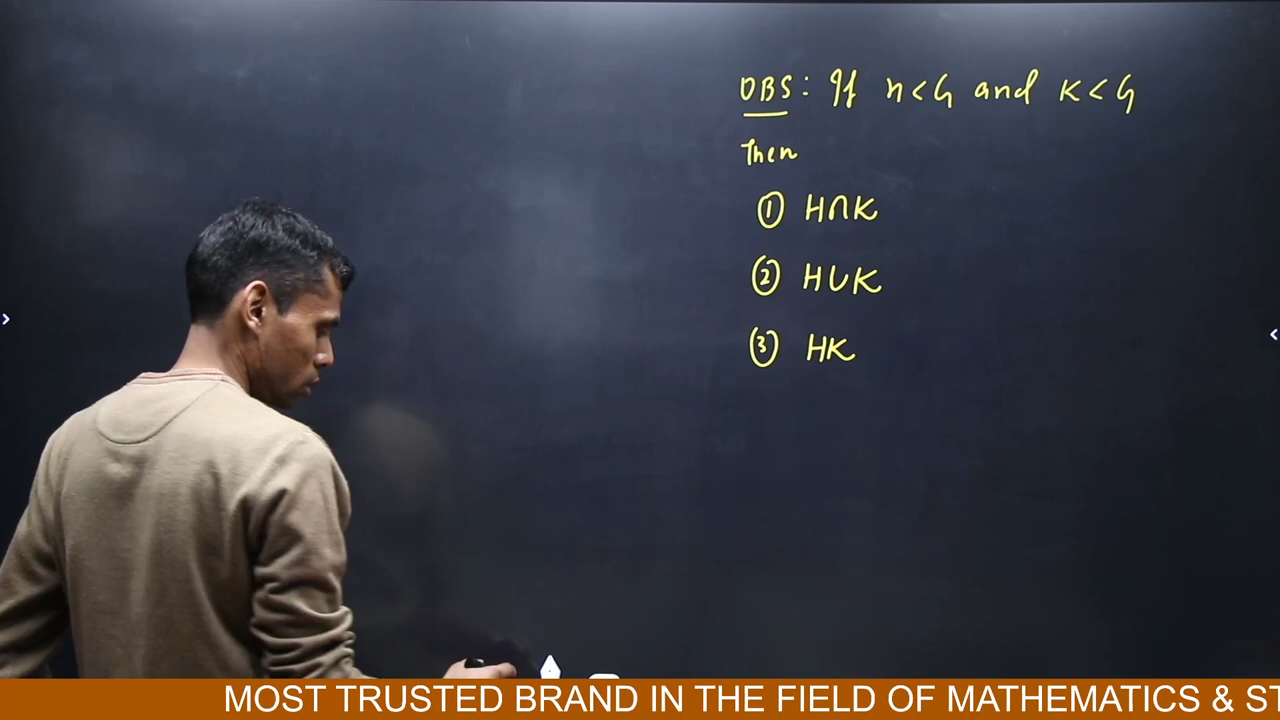 OBS: If H<G and K<G
Then
① H∩K
② H∪K
③ HK
MOST TRUSTED BRAND IN THE FIELD OF MATHEMATICS & ST